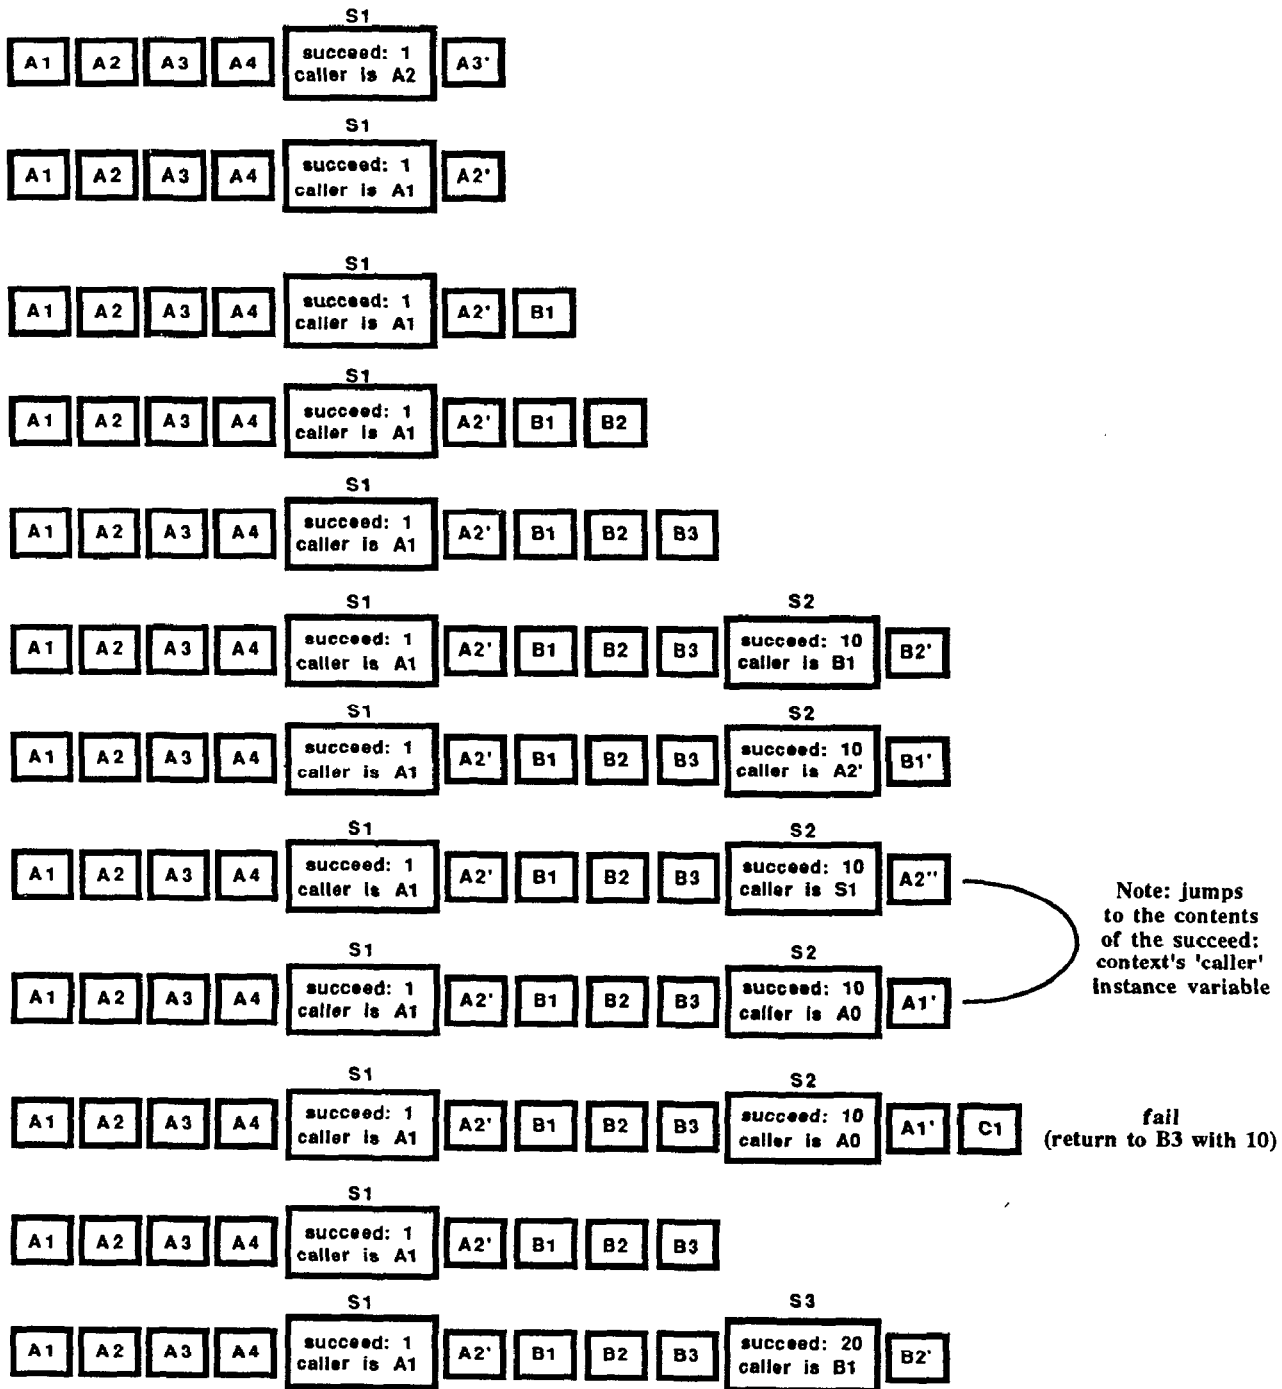 S1
A1 A2 A3 A4 succeed: 1 A3'
caller is A2
S1
A1 A2 A3 A4 succeed: 1 A2'
caller is A1
S1
A1 A2 A3 A4 succeed: 1 A2' B1
caller is A1
S1
A1 A2 A3 A4 succeed: 1 A2' B1 B2
caller is A1
S1
A1 A2 A3 A4 succeed: 1 A2' B1 B2 B3
caller is A1
S1 S2
A1 A2 A3 A4 succeed: 1 A2' B1 B2 B3 succeed: 10 B2'
caller is A1 caller is B1
S1 S2
A1 A2 A3 A4 succeed: 1 A2' B1 B2 B3 succeed: 10 B1'
caller is A1 caller is A2'
S1 S2
A1 A2 A3 A4 succeed: 1 A2' B1 B2 B3 succeed: 10 A2''
caller is A1 caller is S1
Note: jumps
to the contents
of the succeed:
context's 'caller'
instance variable
S1 S2
A1 A2 A3 A4 succeed: 1 A2' B1 B2 B3 succeed: 10 A1'
caller is A1 caller is A0
S1 S2
A1 A2 A3 A4 succeed: 1 A2' B1 B2 B3 succeed: 10 A1' C1
caller is A1 caller is A0
fail
(return to B3 with 10)
S1
A1 A2 A3 A4 succeed: 1 A2' B1 B2 B3
caller is A1
S1 S3
A1 A2 A3 A4 succeed: 1 A2' B1 B2 B3 succeed: 20 B2'
caller is A1 caller is B1